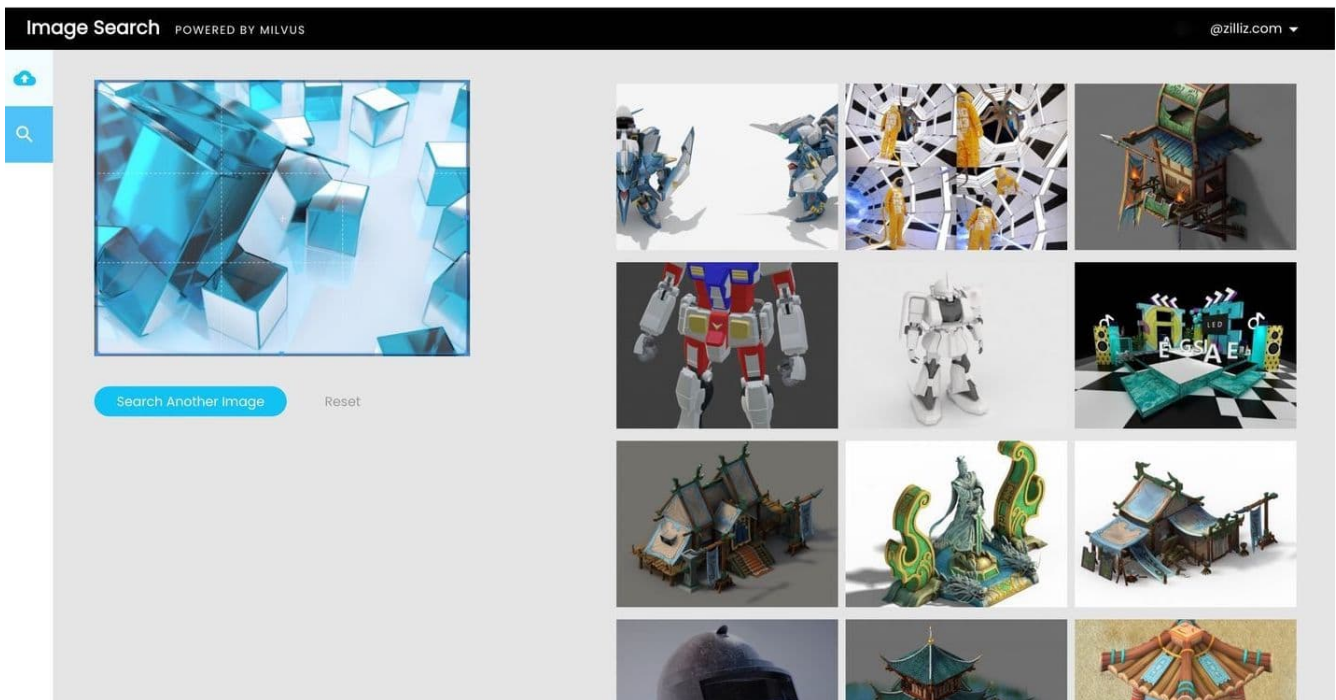 Image Search POWERED BY MILVUS
@zilliz.com
Search Another Image
Reset
LED